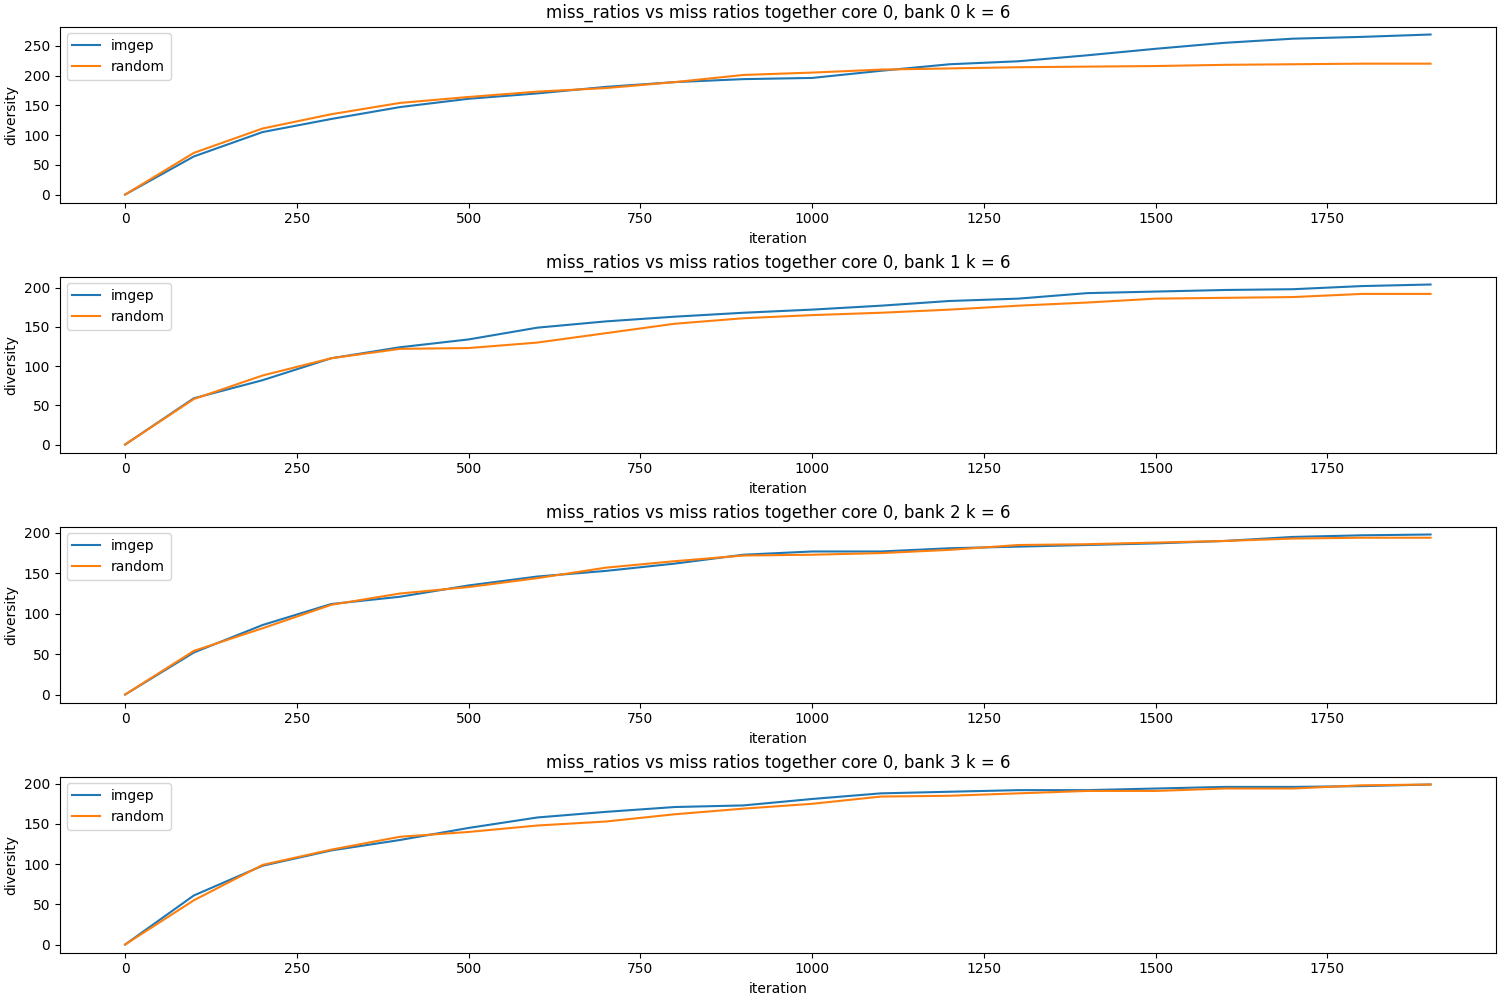 miss_ratios vs miss ratios together core 0, bank 0 k = 6
imgep
random
diversity
250
200
150
100
50
0
0 250 500 750 1000 1250 1500 1750
iteration
miss_ratios vs miss ratios together core 0, bank 1 k = 6
imgep
random
diversity
200
150
100
50
0
0 250 500 750 1000 1250 1500 1750
iteration
miss_ratios vs miss ratios together core 0, bank 2 k = 6
imgep
random
diversity
200
150
100
50
0
0 250 500 750 1000 1250 1500 1750
iteration
miss_ratios vs miss ratios together core 0, bank 3 k = 6
imgep
random
diversity
200
150
100
50
0
0 250 500 750 1000 1250 1500 1750
iteration